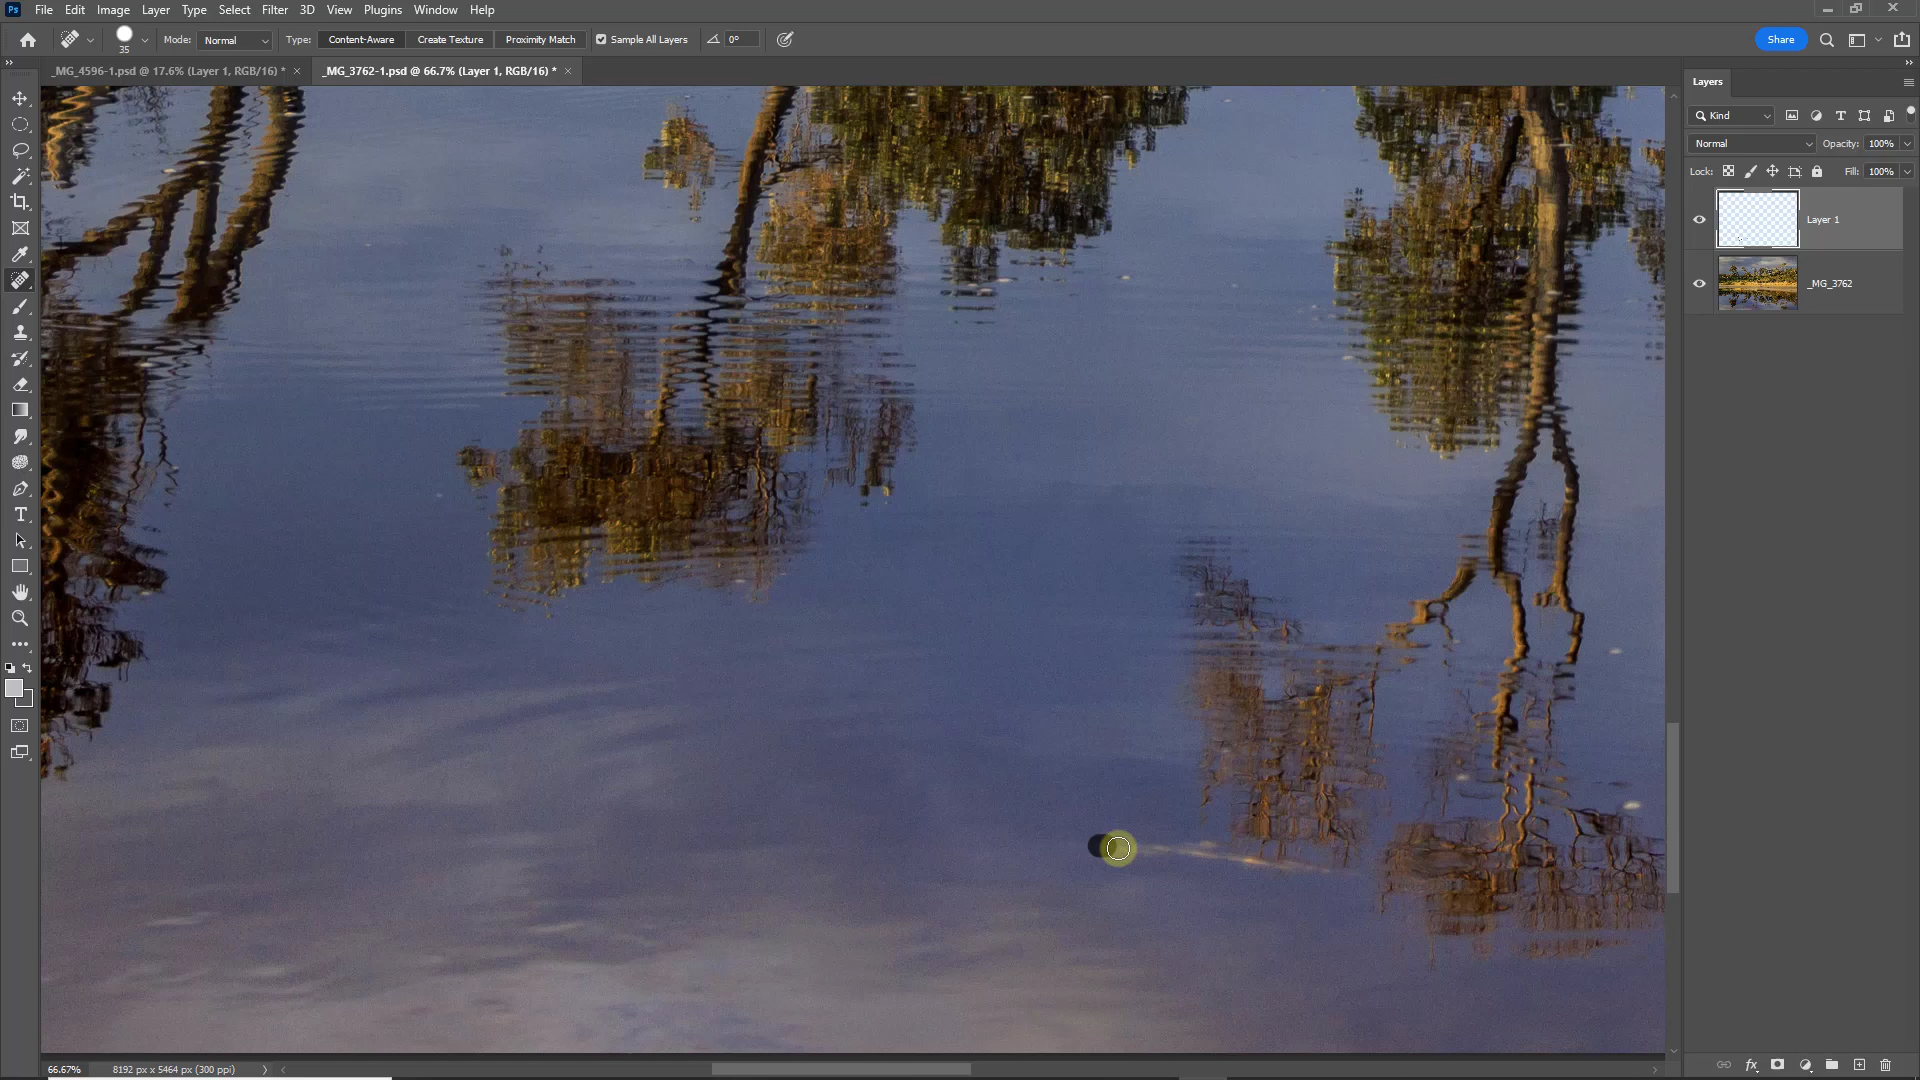 Ps File Edit Image Layer Type Select Filter 3D View Plugins Window Help
35 Mode: Normal Type: Content-Aware Create Texture Proximity Match Sample All Layers 0° Share
_MG_4596-1.psd @ 17.6% (Layer 1, RGB/16) * × _MG_3762-1.psd @ 66.7% (Layer 1, RGB/16) * ×
Layers
Kind
Normal Opacity: 100%
Lock: Fill: 100%
Layer 1
_MG_3762
66.67% 8192 px x 5464 px (300 ppi)